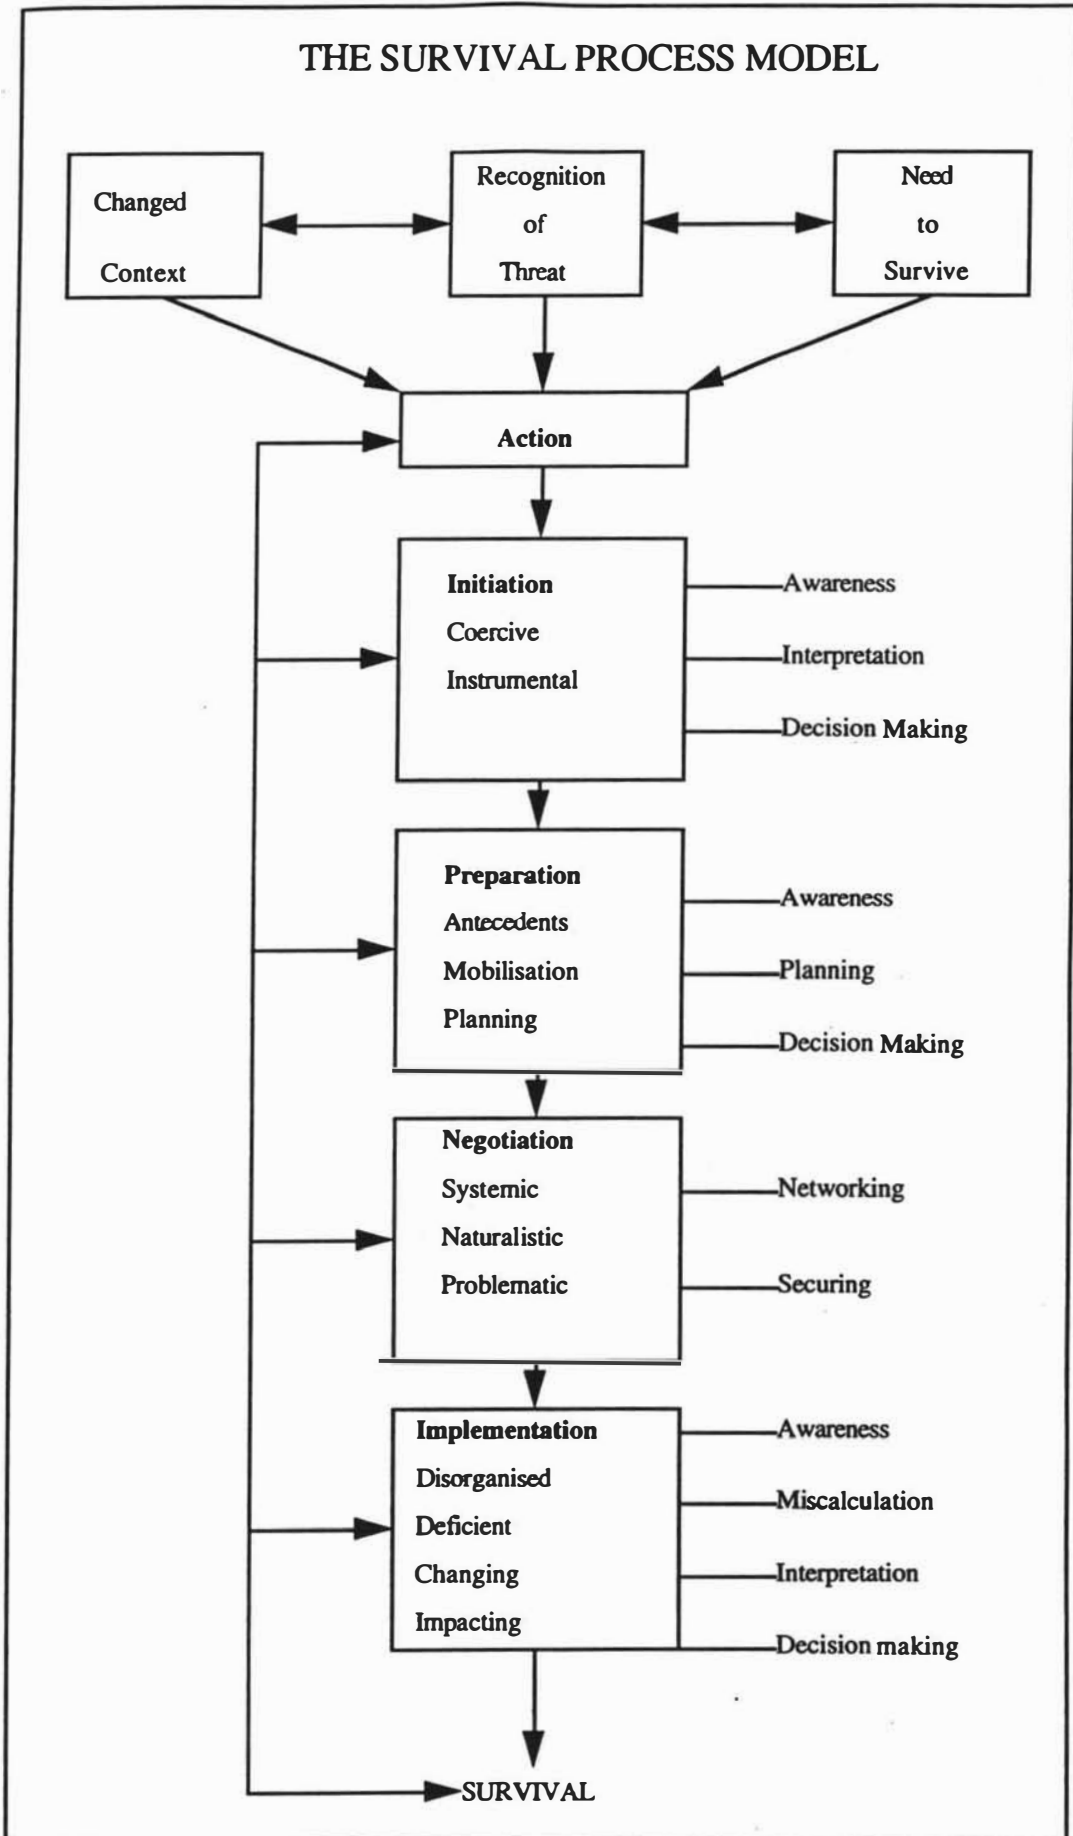 THE SURVIVAL PROCESS MODEL
Changed
Context
Recognition
of
Threat
Need
to
Survive
Action
Initiation
Coercive
Instrumental
Awareness
Interpretation
Decision Making
Preparation
Antecedents
Mobilisation
Planning
Awareness
Planning
Decision Making
Negotiation
Systemic
Naturalistic
Problematic
Networking
Securing
Implementation
Disorganised
Deficient
Changing
Impacting
Awareness
Miscalculation
Interpretation
Decision making
SURVIVAL